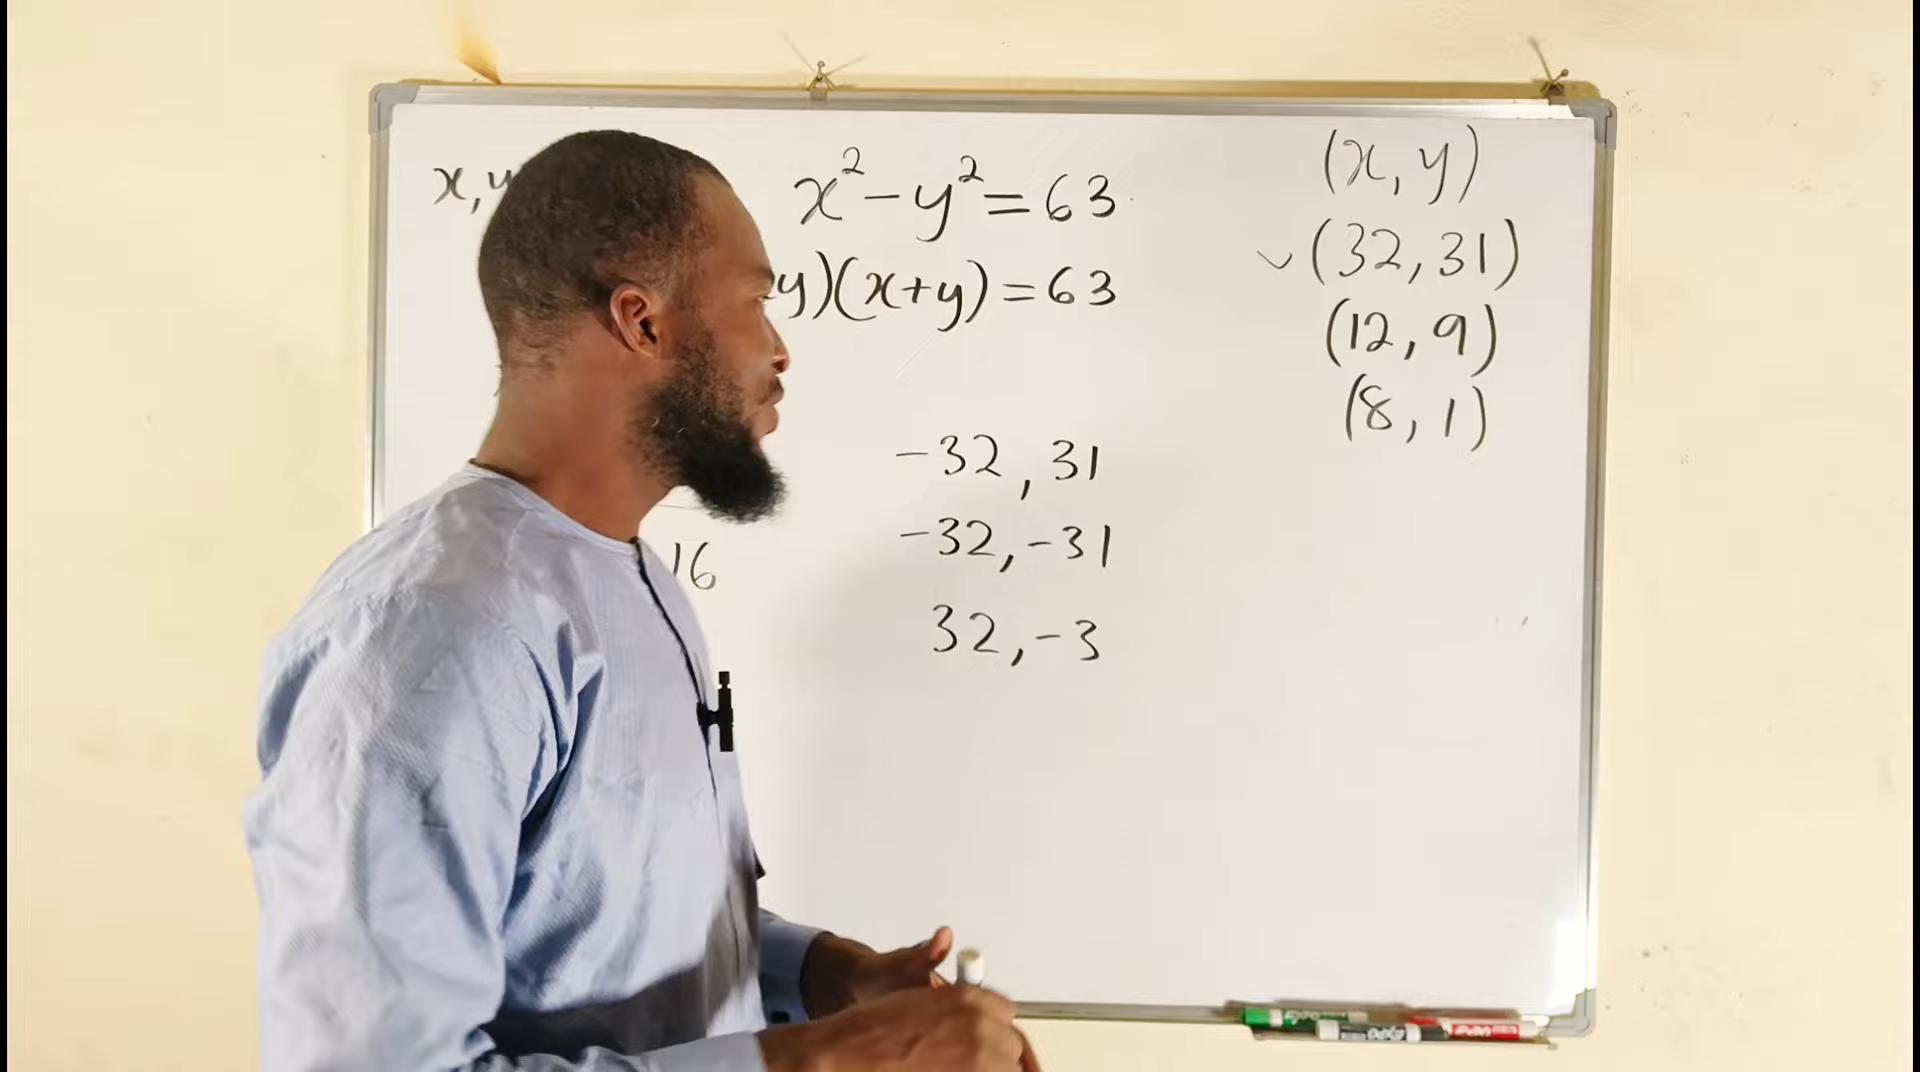 x, y
x² - y² = 63
y)(x+y) = 63
-32, 31
-32, -31
16
32, -3
(x, y)
✓ (32, 31)
(12, 9)
(8, 1)